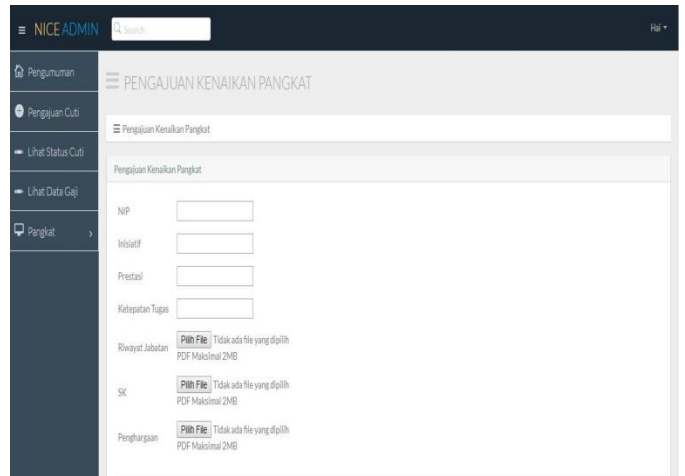 NICE ADMIN
Search
Hai
Pengumuman
Pengajuan Cuti
Lihat Status Cuti
Lihat Data Gaji
Pangkat
PENGAJUAN KENAIKAN PANGKAT
Pengajuan Kenaikan Pangkat
Pengajuan Kenaikan Pangkat
NIP
Inisiatif
Prestasi
Ketepatan Tugas
Riwayat Jabatan Pilih File Tidak ada file yang dipilih
PDF Maksimal 2MB
SK Pilih File Tidak ada file yang dipilih
PDF Maksimal 2MB
Penghargaan Pilih File Tidak ada file yang dipilih
PDF Maksimal 2MB